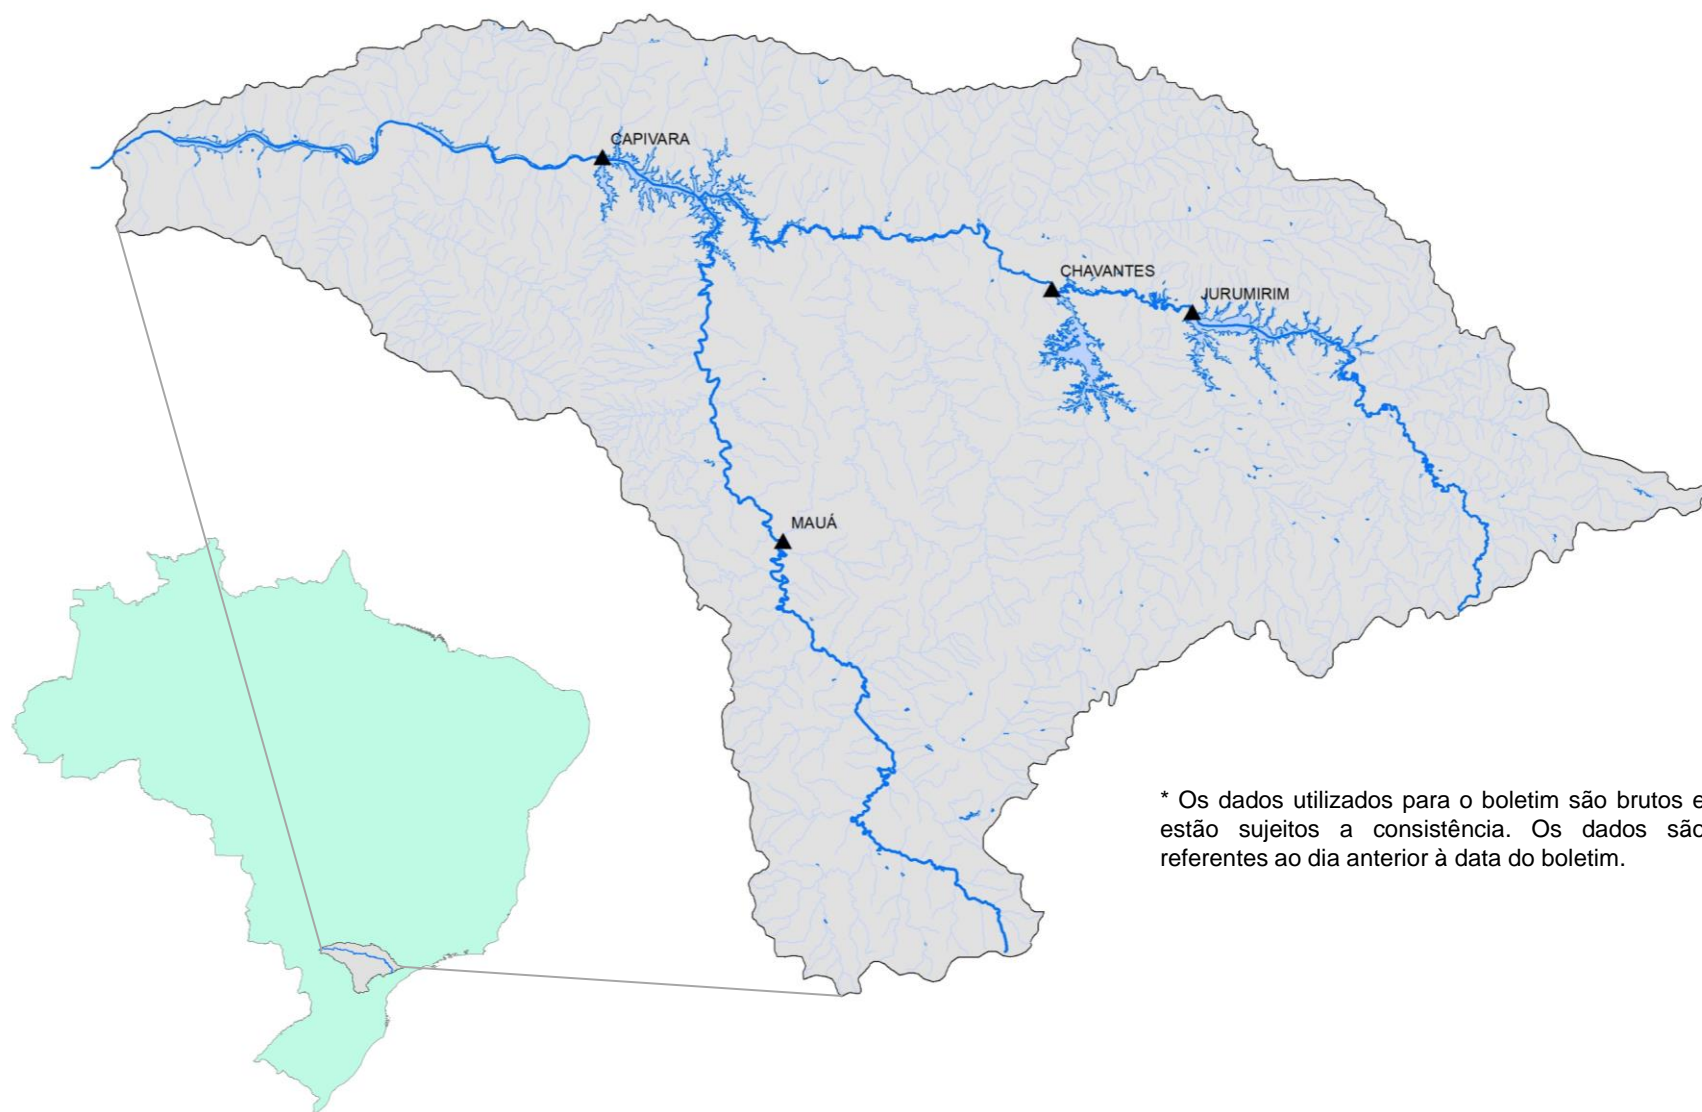 CAPIVARA
CHAVANTES
JURUMIRIM
MAUÁ
* Os dados utilizados para o boletim são brutos e
estão sujeitos a consistência. Os dados são
referentes ao dia anterior à data do boletim.